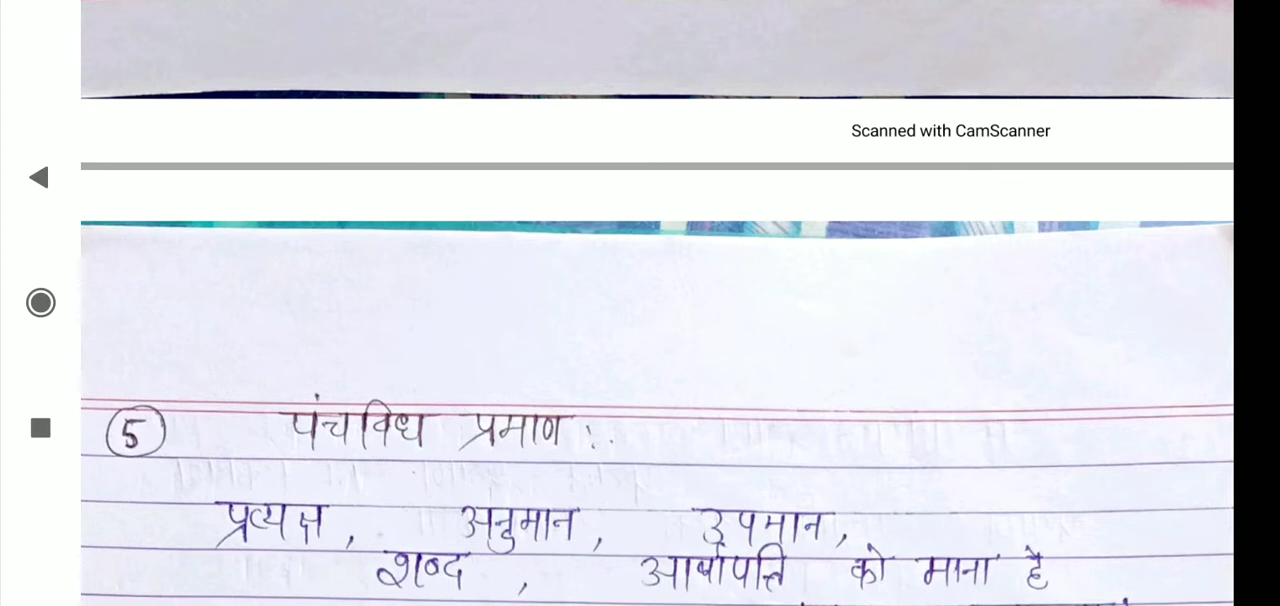 Scanned with CamScanner
5 पंचविध प्रमाण :.
प्रत्यक्ष , अनुमान , उपमान ,
शब्द , आर्थापत्ति को माना है